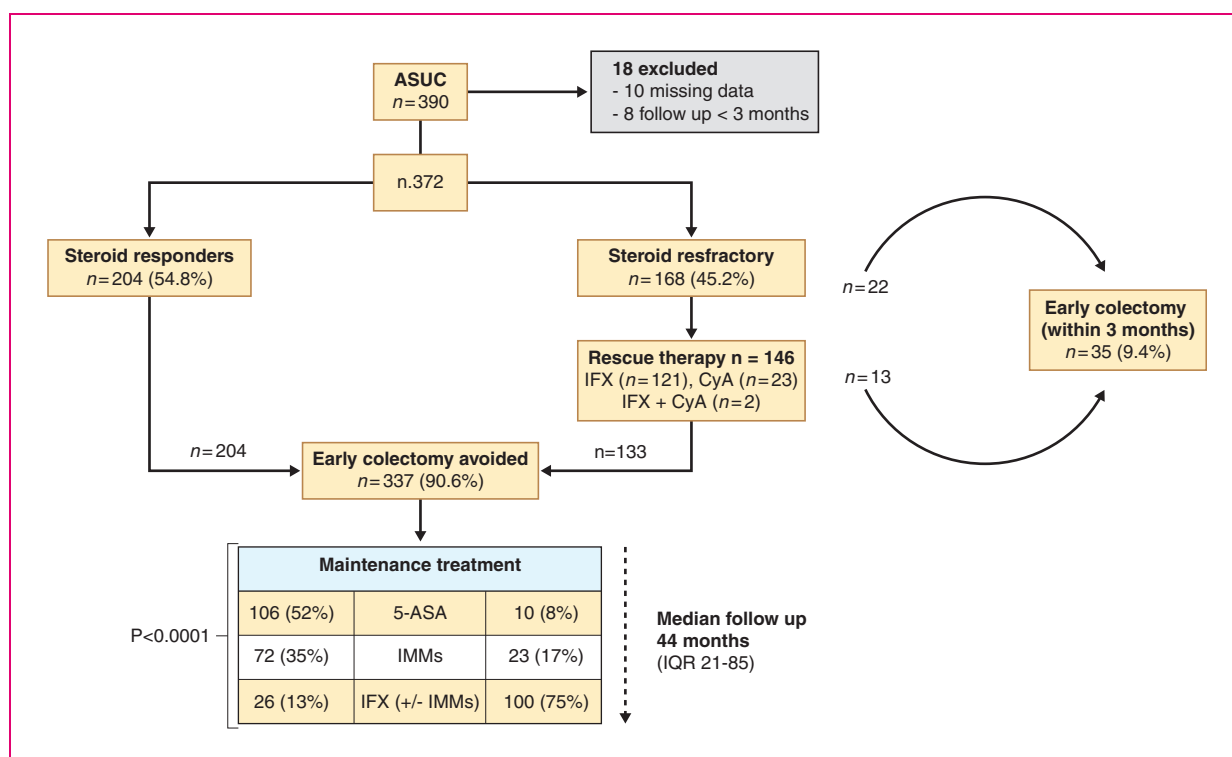 ASUC
n=390
18 excluded
- 10 missing data
- 8 follow up < 3 months
n.372
Steroid responders
n=204 (54.8%)
Steroid resfractory
n=168 (45.2%)
n=22
Early colectomy
(within 3 months)
n=35 (9.4%)
Rescue therapy n = 146
IFX (n=121), CyA (n=23)
IFX + CyA (n=2)
n=13
n=204
Early colectomy avoided
n=337 (90.6%)
n=133
Maintenance treatment
106 (52%) 5-ASA 10 (8%)
72 (35%) IMMs 23 (17%)
26 (13%) IFX (+/- IMMs) 100 (75%)
P<0.0001
Median follow up
44 months
(IQR 21-85)